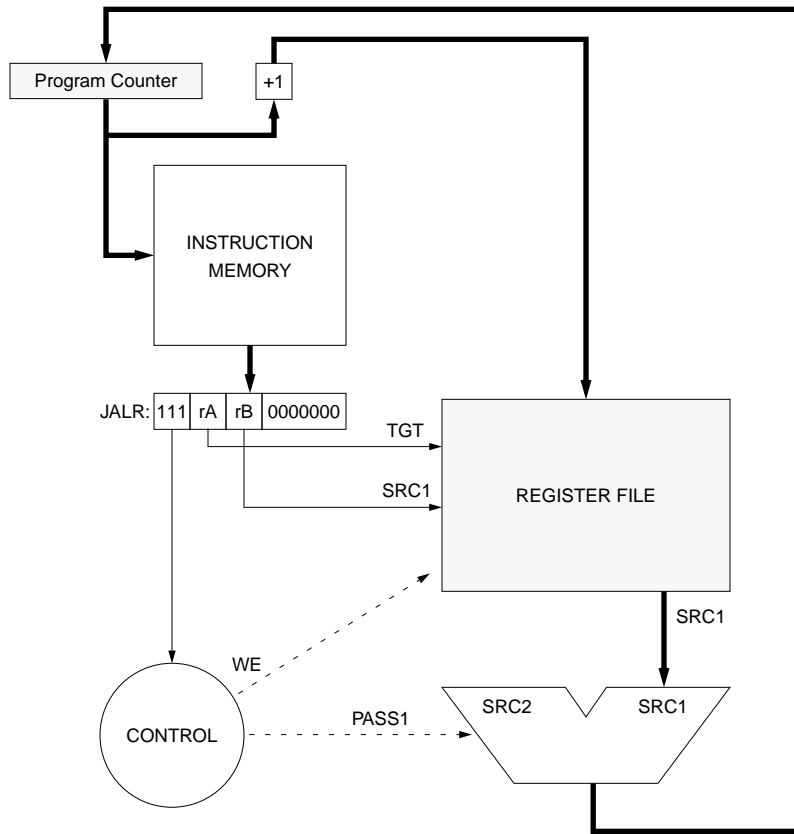 Program Counter
+1
INSTRUCTION
MEMORY
JALR: 111 rA rB 0000000
TGT
SRC1
REGISTER FILE
SRC1
WE
PASS1
CONTROL
SRC2 SRC1